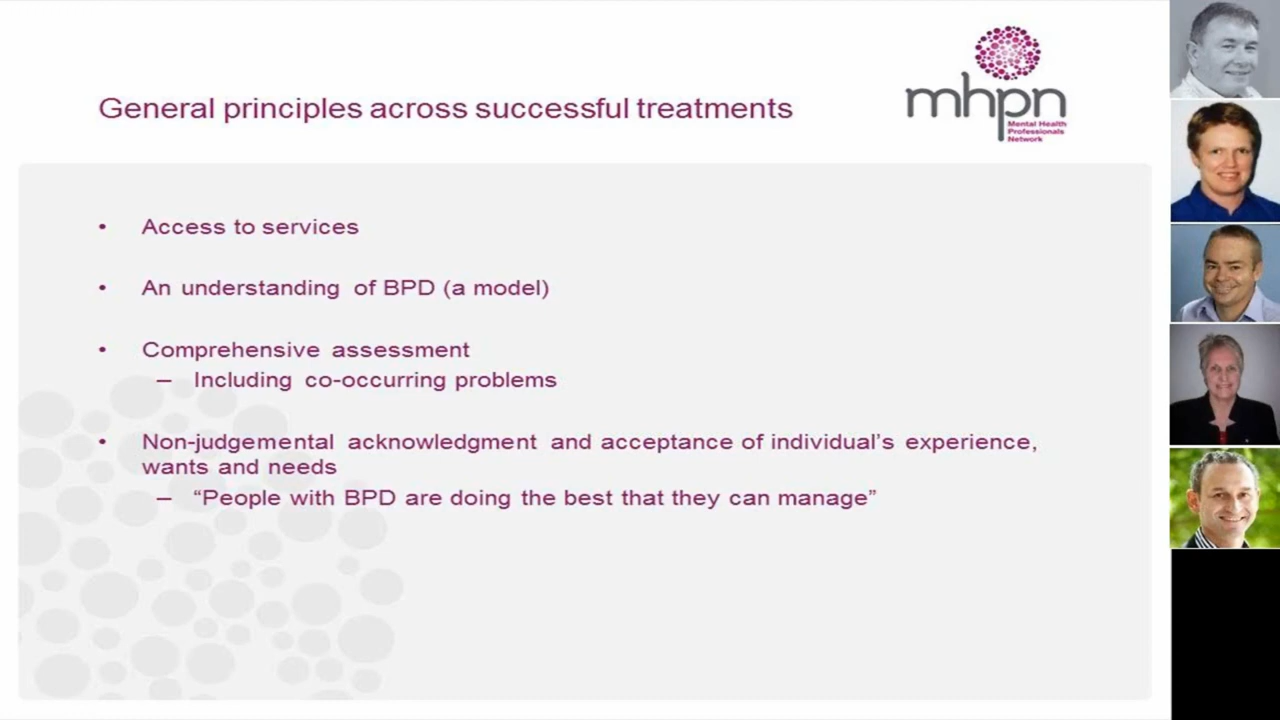 General principles across successful treatments
mhpn
Mental Health
Professionals
Network
• Access to services
• An understanding of BPD (a model)
• Comprehensive assessment
– Including co-occurring problems
• Non-judgemental acknowledgment and acceptance of individual’s experience,
wants and needs
– “People with BPD are doing the best that they can manage”